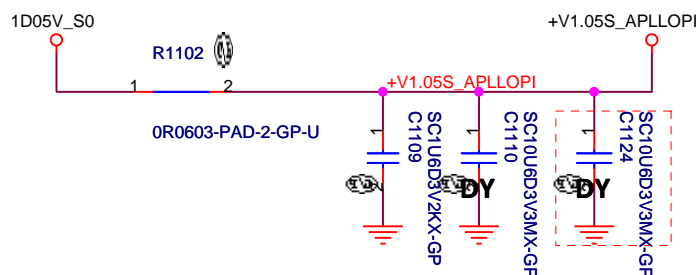 1D05V_S0
+V1.05S_APLLOPI
R1102
1
2
+V1.05S_APLLOPI
0R0603-PAD-2-GP-U
1
C1109
SC1U6D3V2KX-GP
1
C1110
SC10U6D3V3MX-GP
DY
1
C1124
SC10U6D3V3MX-GP
DY